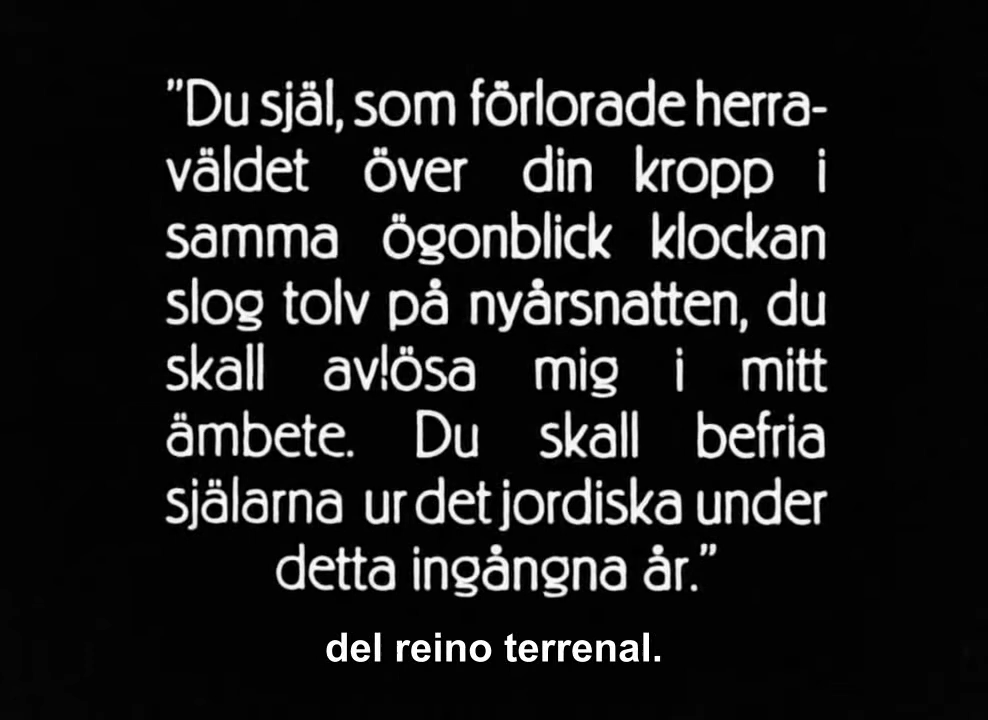 "Du själ, som förlorade herra-
väldet över din kropp i
samma ögonblick klockan
slog tolv på nyårsnatten, du
skall avlösa mig i mitt
ämbete. Du skall befria
själarna ur det jordiska under
detta ingångna år."
del reino terrenal.